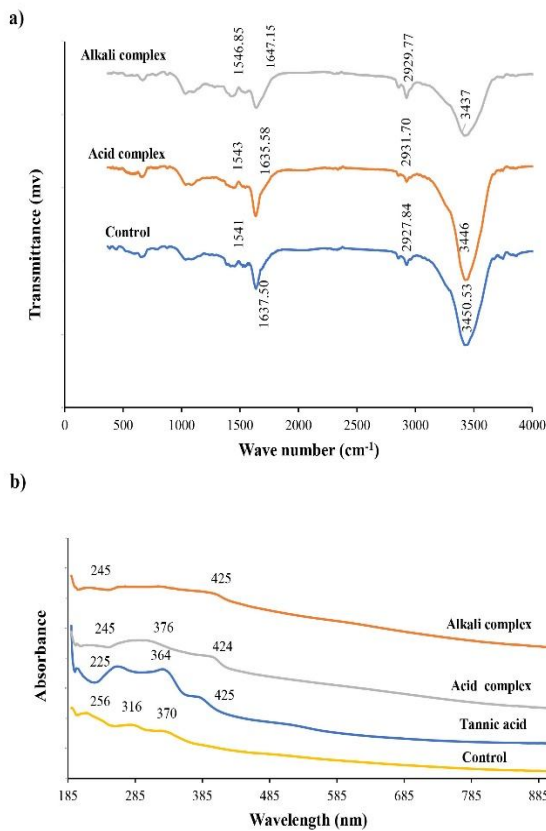 a)
Alkali complex
1546.85
1647.15
2929.77
3437
Acid complex
1543
1635.58
2931.70
3446
Control
1541
1637.50
2927.84
3450.53
Transmittance (mv)
0 500 1000 1500 2000 2500 3000 3500 4000
Wave number (cm-1)
b)
245 425
Alkali complex
245 376 424
Acid complex
225 364 425
Tannic acid
256 316 370
Control
Absorbance
185 285 385 485 585 685 785 885
Wavelength (nm)